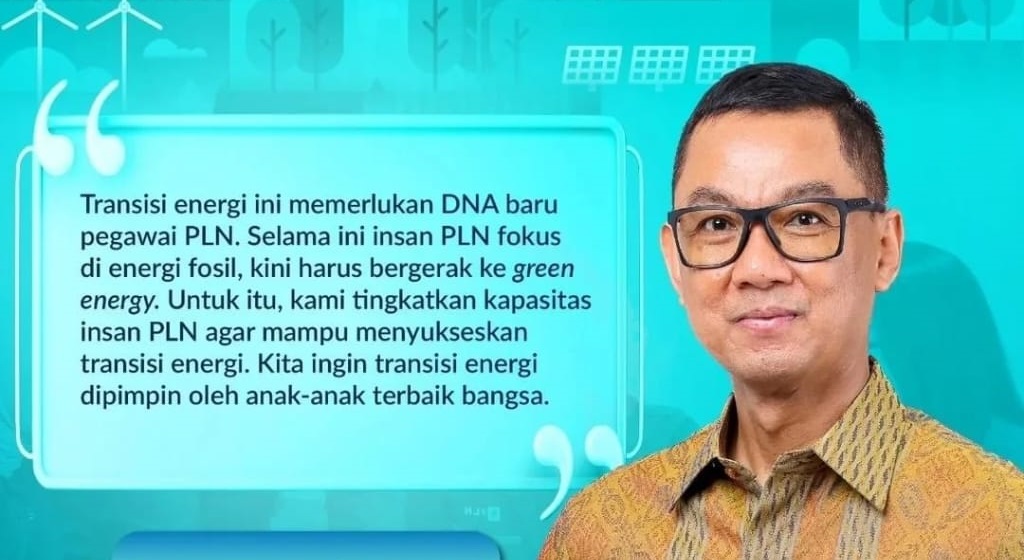 Transisi energi ini memerlukan DNA baru
pegawai PLN. Selama ini insan PLN fokus
di energi fosil, kini harus bergerak ke green
energy. Untuk itu, kami tingkatkan kapasitas
insan PLN agar mampu menyukseskan
transisi energi. Kita ingin transisi energi
dipimpin oleh anak-anak terbaik bangsa.